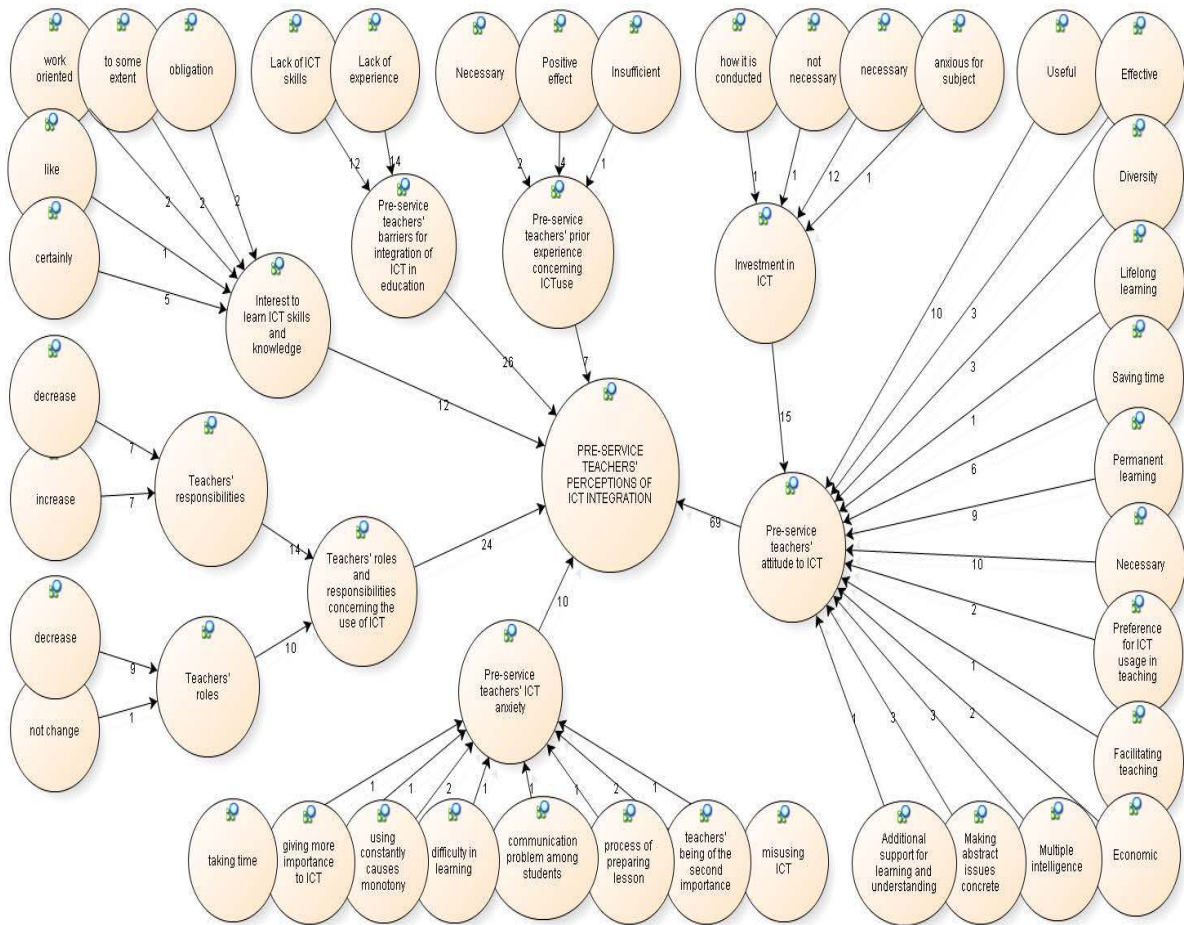 work
oriented
to some
extent
obligation
Lack of ICT
skills
Lack of
experience
Necessary
Positive
effect
Insufficient
how it is
conducted
not
necessary
necessary
anxious for
subject
Useful
Effective
like
certainly
2
2
2
1
5
12
14
2
4
1
1
1
12
1
Pre-service
teachers'
barriers for
integration of
ICT in
education
Pre-service
teachers' prior
experience
concerning
ICTuse
Investment in
ICT
Interest to
learn ICT skills
and
knowledge
Diversity
Lifelong
learning
Saving time
Permanent
learning
Necessary
Preference
for ICT
usage in
teaching
Facilitating
teaching
Economic
10
3
3
1
6
9
10
2
1
2
3
3
1
12
26
7
15
69
24
10
decrease
increase
7
7
Teachers'
responsibilities
14
PRE-SERVICE
TEACHERS'
PERCEPTIONS OF
ICT INTEGRATION
Pre-service
teachers'
attitude to ICT
Teachers' roles
and
responsibilities
concerning the
use of ICT
decrease
not change
9
1
Teachers'
roles
10
Pre-service
teachers' ICT
anxiety
1
1
2
1
1
1
2
1
taking time
giving more
importance
to ICT
using
constantly
causes
monotony
difficulty in
learning
communication
problem among
students
process of
preparing
lesson
teachers'
being of the
second
importance
misusing
ICT
Additional
support for
learning and
understanding
Making
abstract
issues
concrete
Multiple
intelligence